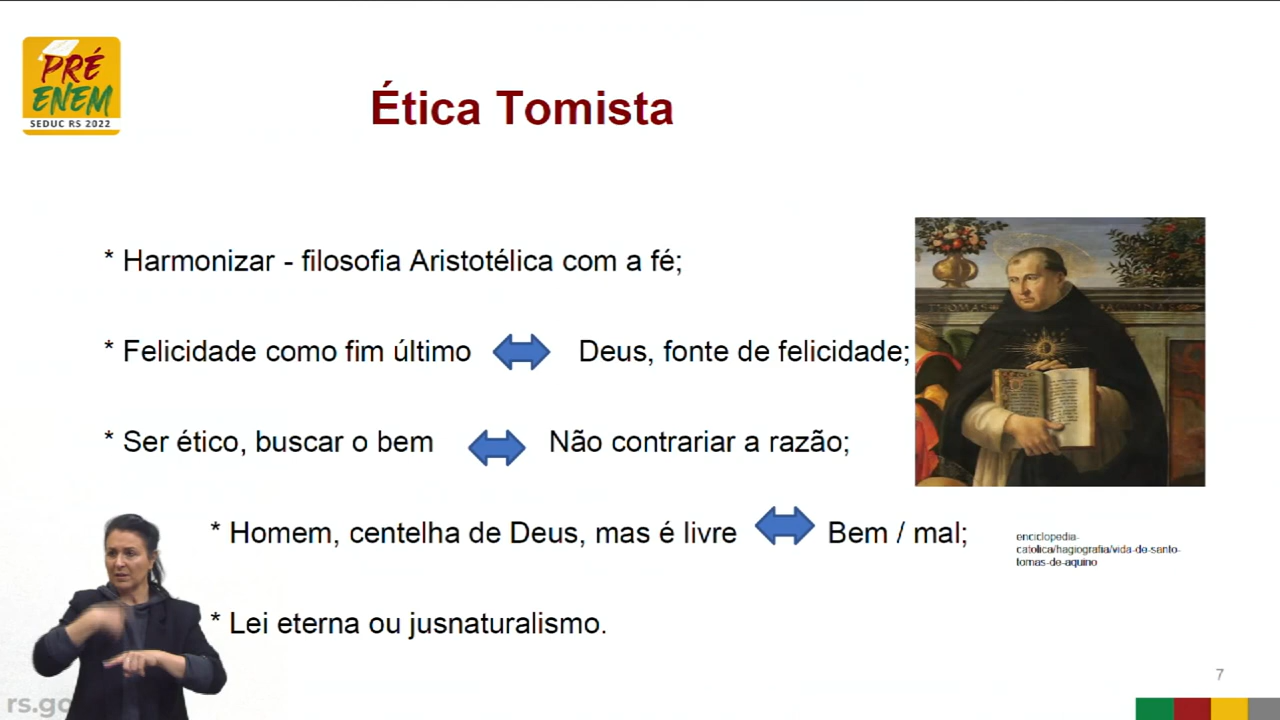 PRÉ
ENEM
SEDUC RS 2022
Ética Tomista
* Harmonizar - filosofia Aristotélica com a fé;
* Felicidade como fim último Deus, fonte de felicidade;
* Ser ético, buscar o bem Não contrariar a razão;
* Homem, centelha de Deus, mas é livre Bem / mal;
enciclopedia-
catolica/hagiografia/vida-de-santo-
tomas-de-aquino
* Lei eterna ou jusnaturalismo.
7